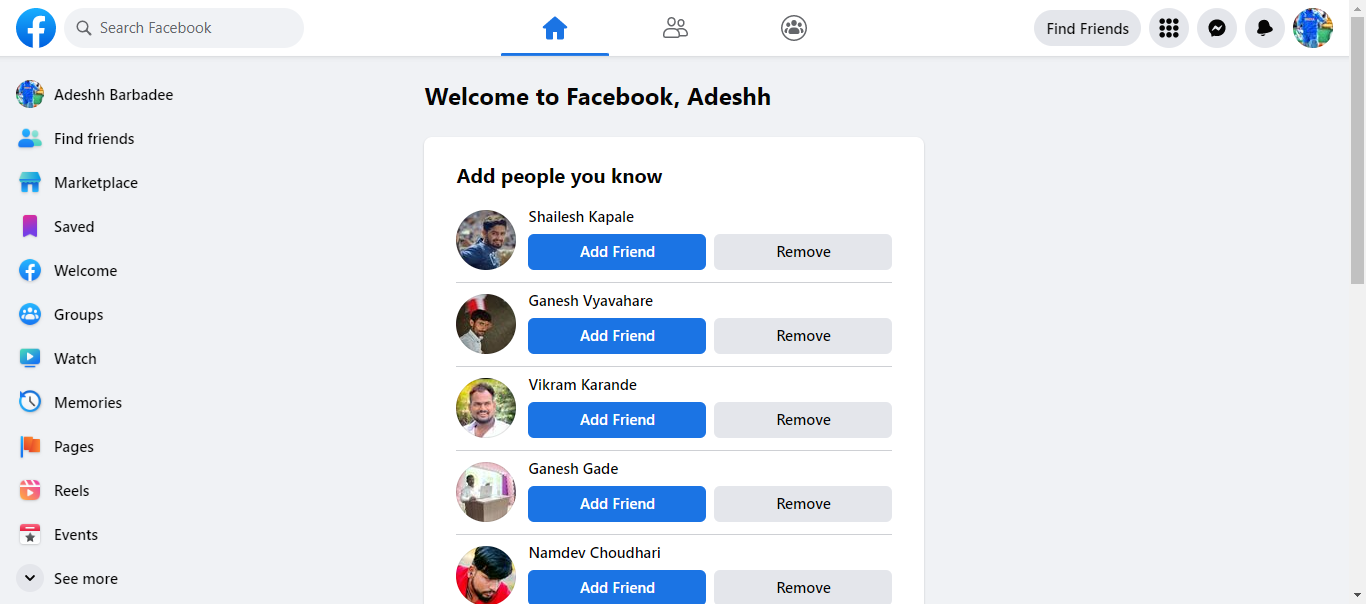 Search Facebook
Find Friends
Adeshh Barbadee
Find friends
Marketplace
Saved
Welcome
Groups
Watch
Memories
Pages
Reels
Events
See more
Welcome to Facebook, Adeshh
Add people you know
Shailesh Kapale
Add Friend Remove
Ganesh Vyavahare
Add Friend Remove
Vikram Karande
Add Friend Remove
Ganesh Gade
Add Friend Remove
Namdev Choudhari
Add Friend Remove